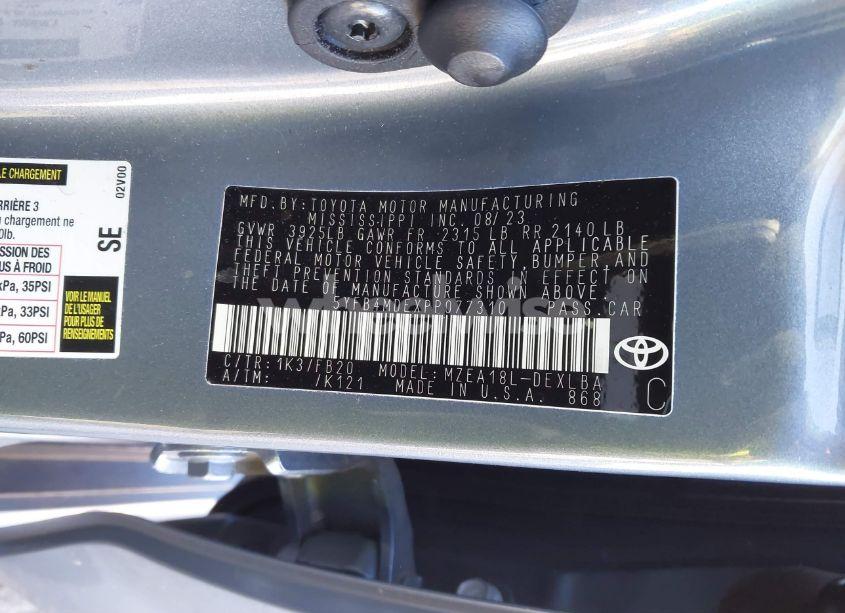 LE CHARGEMENT
ARRIÈRE 3
u chargement ne
0lb.
SSION DES
US À FROID
kPa, 35PSI
kPa, 33PSI
Pa, 60PSI
02V00
SE
VOIR LE MANUEL
DE L'USAGER
POUR PLUS DE
RENSEIGNEMENTS
MFD.BY:TOYOTA MOTOR MANUFACTURING
MISSISSIPPI INC. 08/23
GVWR 3925LB GAWR FR 2315 LB RR 2140 LB
THIS VEHICLE CONFORMS TO ALL APPLICABLE
FEDERAL MOTOR VEHICLE SAFETY, BUMPER AND
THEFT PREVENTION STANDARDS IN EFFECT ON
THE DATE OF MANUFACTURE SHOWN ABOVE.
PASS.CAR
C/TR: 1K3/FB20 MODEL: MZEA18L-DEXLBA
A/TM: /K121 MADE IN U.S.A. 868
C